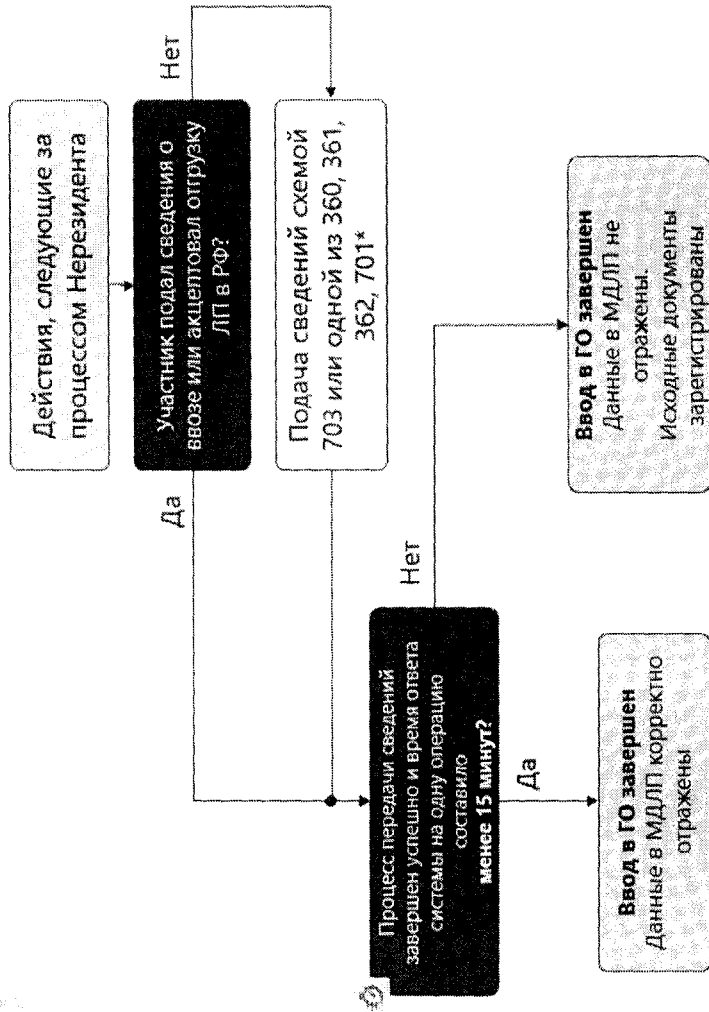 Действия, следующие за
процессом Нерезидента
Участник подал сведения о
ввозе или акцептовал отгрузку
ЛП в РФ?
Да
Нет
Подача сведений схемой
703 или одной из 360, 361,
362, 701*
Процесс передачи сведений
завершен успешно и время ответа
системы на одну операцию
составило
менее 15 минут?
Нет
Да
Ввод в ГО завершен
Данные в МДЛП корректно
отражены
Ввод в ГО завершен
Данные в МДЛП не
отражены.
Исходные документы
зарегистрированы